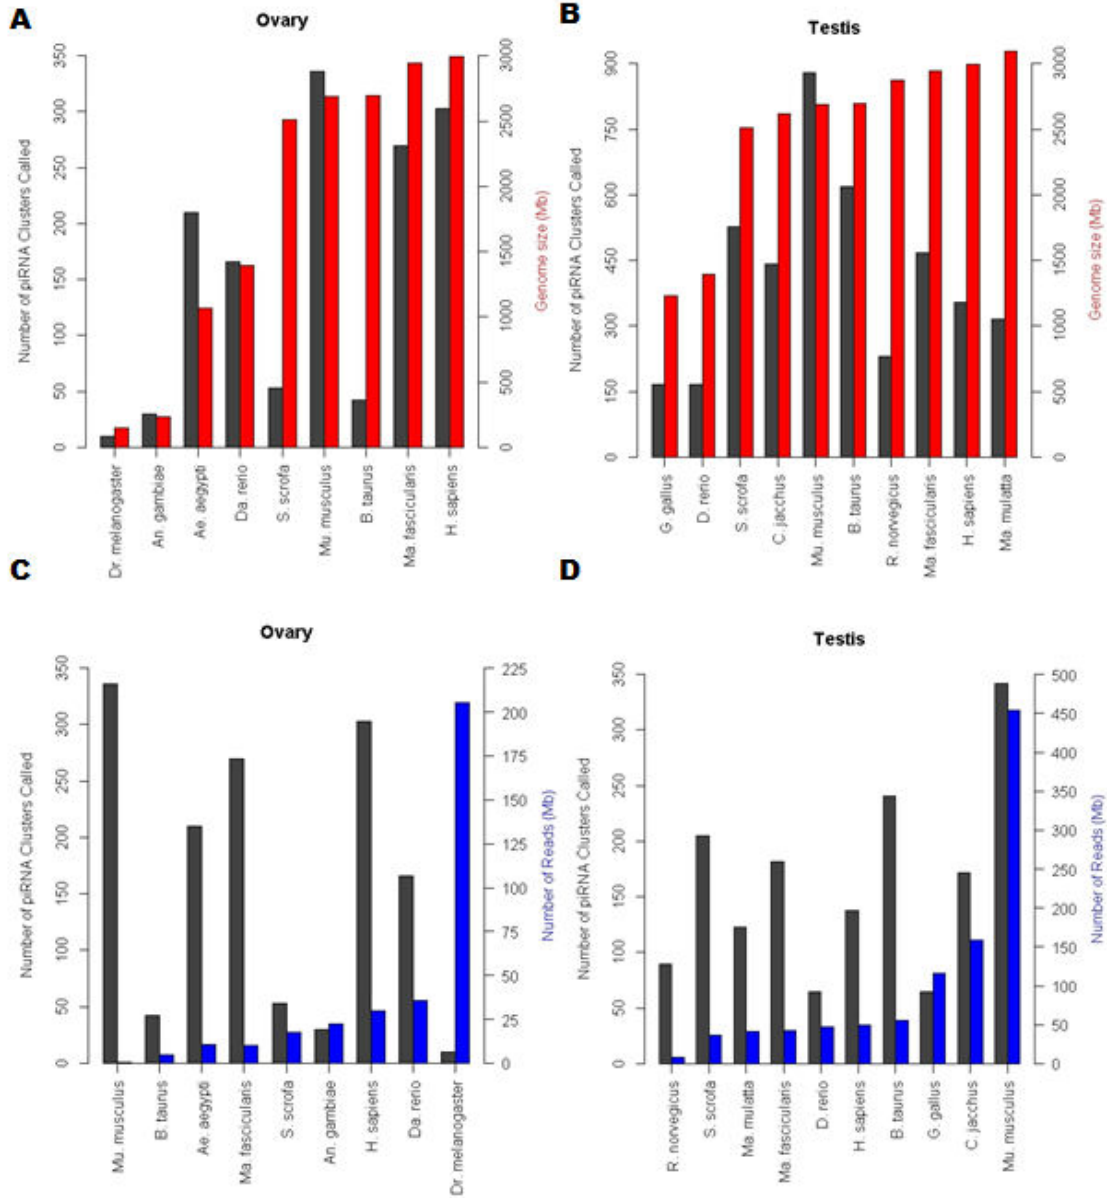 A
Ovary
Number of piRNA Clusters Called
0
50
100
150
200
250
300
350
0
500
1000
1500
2000
2500
3000
Genome size (Mb)
Dr. melanogaster
An. gambiae
Ae. aegypti
Da. rerio
S. scrofa
Mu. musculus
B. taurus
Ma. fascicularis
H. sapiens
B
Testis
Number of piRNA Clusters Called
0
150
300
450
600
750
900
0
500
1000
1500
2000
2500
3000
Genome size (Mb)
G. gallus
D. rerio
S. scrofa
C. jacchus
Mu. musculus
B. taurus
R. norvegicus
Ma. fascicularis
H. sapiens
Ma. mulatta
C
Ovary
Number of piRNA Clusters Called
0
50
100
150
200
250
300
350
0
25
50
75
100
125
150
175
200
225
Number of Reads (Mb)
Mu. musculus
B. taurus
Ae. aegypti
Ma. fascicularis
S. scrofa
An. gambiae
H. sapiens
Da. rerio
Dr. melanogaster
D
Testis
Number of piRNA Clusters Called
0
50
100
150
200
250
300
350
0
50
100
150
200
250
300
350
400
450
500
Number of Reads (Mb)
R. norvegicus
S. scrofa
Ma. mulatta
Ma. fascicularis
D. rerio
H. sapiens
B. taurus
G. gallus
C. jacchus
Mu. musculus